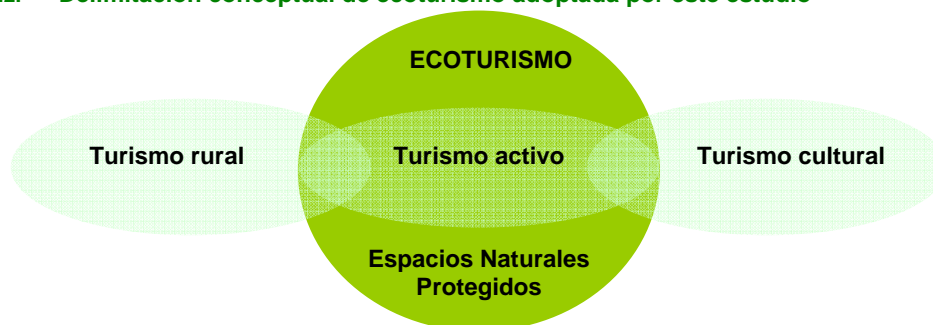 Delimitación conceptual de ecoturismo adoptada por este estudio
ECOTURISMO
Turismo rural
Turismo activo
Turismo cultural
Espacios Naturales
Protegidos